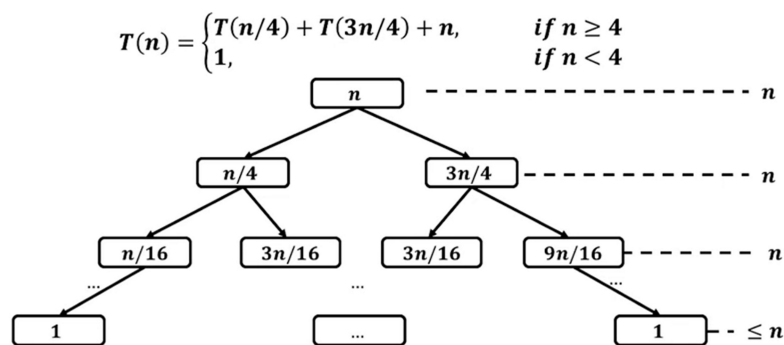 T(n) = {T(n/4) + T(3n/4) + n, if n ≥ 4
1, if n < 4
n n
n/4 3n/4 n
n/16 3n/16 3n/16 9n/16 n
... ... ...
1 ... 1 ≤ n